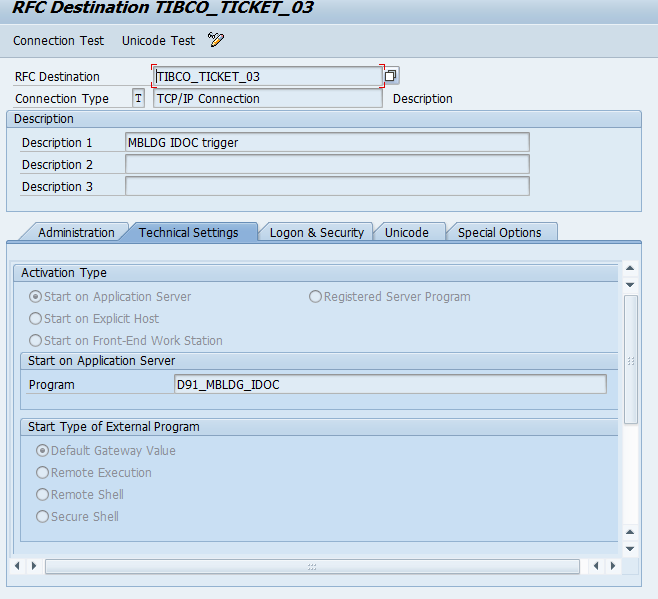 RFC Destination TIBCO_TICKET_03
Connection Test Unicode Test
RFC Destination TIBCO_TICKET_03
Connection Type T TCP/IP Connection Description
Description
Description 1 MBLDG IDOC trigger
Description 2
Description 3
Administration Technical Settings Logon & Security Unicode Special Options
Activation Type
Start on Application Server Registered Server Program
Start on Explicit Host
Start on Front-End Work Station
Start on Application Server
Program D91_MBLDG_IDOC
Start Type of External Program
Default Gateway Value
Remote Execution
Remote Shell
Secure Shell